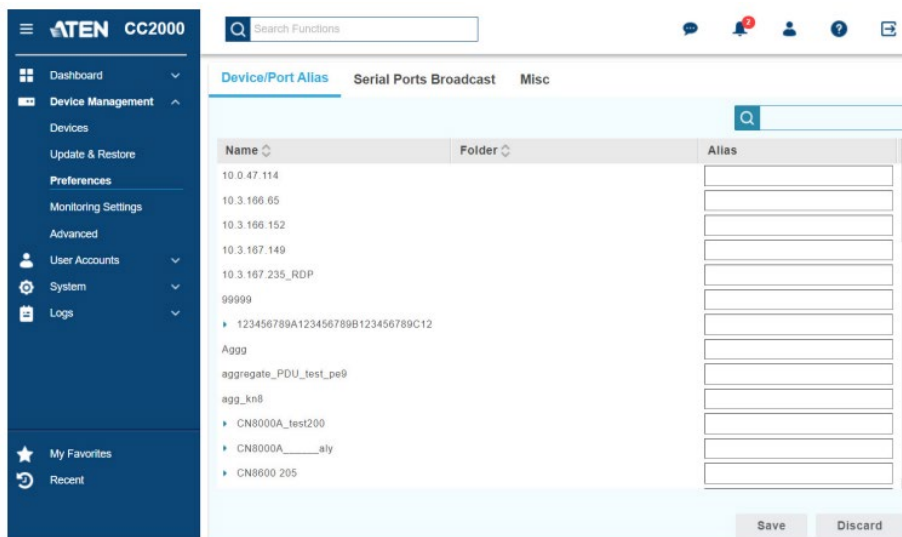 ATEN CC2000
Search Functions
2
?
Dashboard
Device Management
Devices
Update & Restore
Preferences
Monitoring Settings
Advanced
User Accounts
System
Logs
My Favorites
Recent
Device/Port Alias Serial Ports Broadcast Misc
Name Folder Alias
10.0.47.114
10.3.166.65
10.3.166.152
10.3.167.149
10.3.167.235_RDP
99999
123456789A123456789B123456789C12
Aggg
aggregate_PDU_test_pe9
agg_kn8
CN8000A_test200
CN8000A______aly
CN8600 205
Save Discard